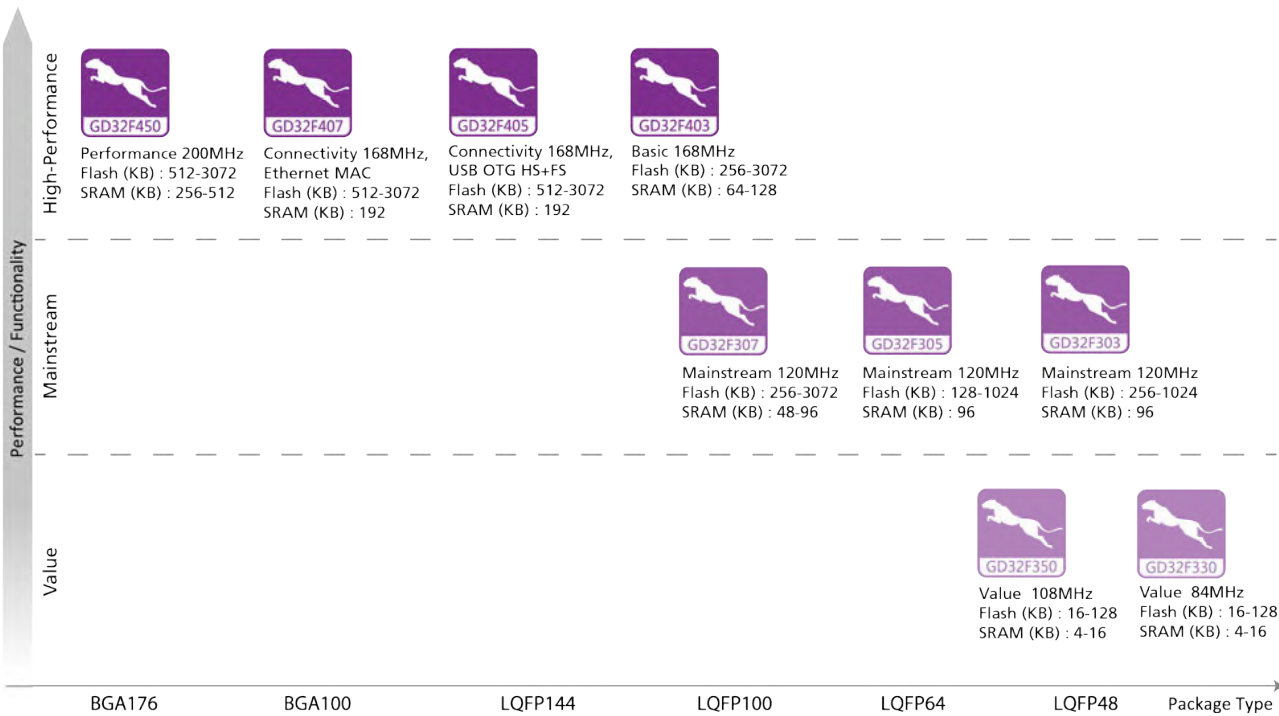 Performance / Functionality
High-Performance
GD32F450
Performance 200MHz
Flash (KB) : 512-3072
SRAM (KB) : 256-512
GD32F407
Connectivity 168MHz,
Ethernet MAC
Flash (KB) : 512-3072
SRAM (KB) : 192
GD32F405
Connectivity 168MHz,
USB OTG HS+FS
Flash (KB) : 512-3072
SRAM (KB) : 192
GD32F403
Basic 168MHz
Flash (KB) : 256-3072
SRAM (KB) : 64-128
Mainstream
GD32F307
Mainstream 120MHz
Flash (KB) : 256-3072
SRAM (KB) : 48-96
GD32F305
Mainstream 120MHz
Flash (KB) : 128-1024
SRAM (KB) : 96
GD32F303
Mainstream 120MHz
Flash (KB) : 256-1024
SRAM (KB) : 96
Value
GD32F350
Value 108MHz
Flash (KB) : 16-128
SRAM (KB) : 4-16
GD32F330
Value 84MHz
Flash (KB) : 16-128
SRAM (KB) : 4-16
BGA176
BGA100
LQFP144
LQFP100
LQFP64
LQFP48
Package Type